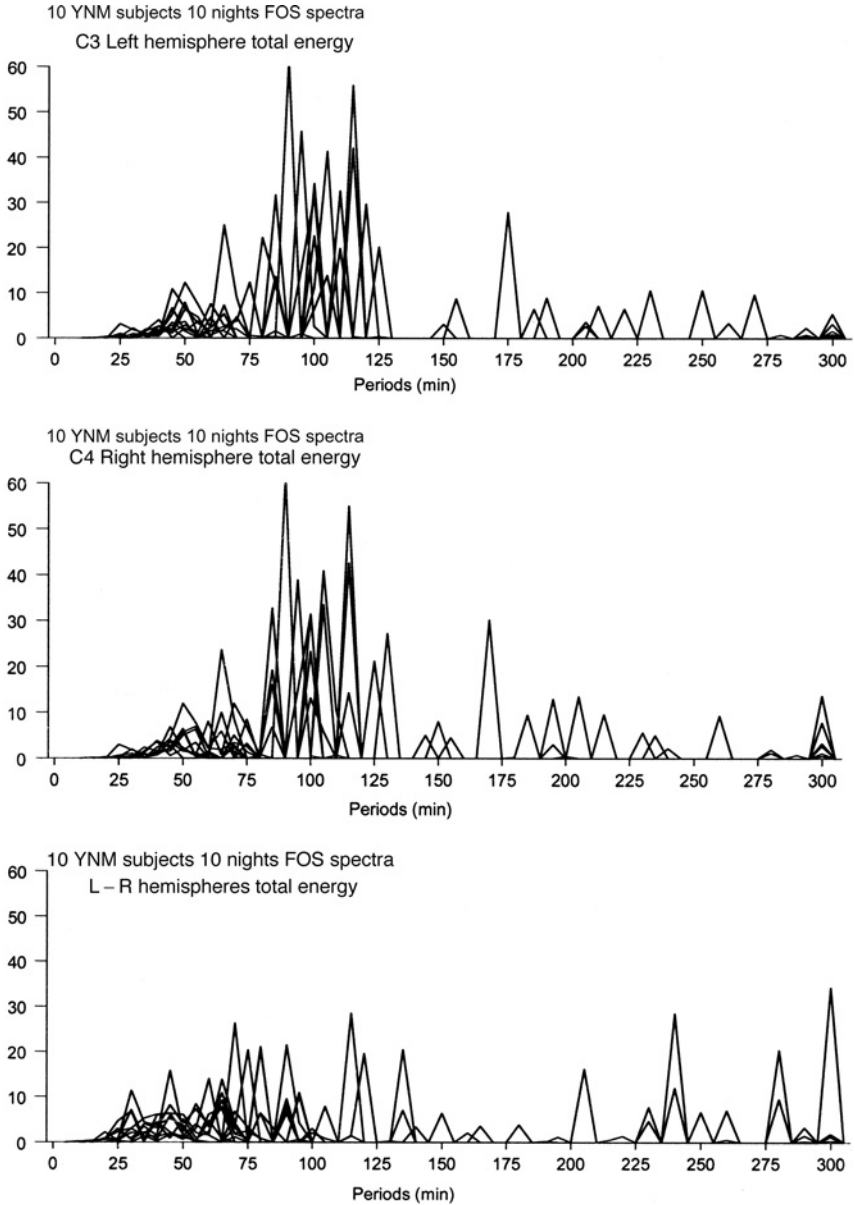 10 YNM subjects 10 nights FOS spectra
C3 Left hemisphere total energy
60
50
40
30
20
10
0
0 25 50 75 100 125 150 175 200 225 250 275 300
Periods (min)
10 YNM subjects 10 nights FOS spectra
C4 Right hemisphere total energy
60
50
40
30
20
10
0
0 25 50 75 100 125 150 175 200 225 250 275 300
Periods (min)
10 YNM subjects 10 nights FOS spectra
60
L – R hemispheres total energy
50
40
30
20
10
0
0 25 50 75 100 125 150 175 200 225 250 275 300
Periods (min)